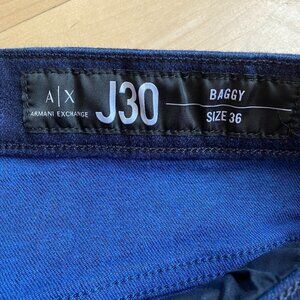 A|X
ARMANI EXCHANGE
J30
BAGGY
SIZE 36